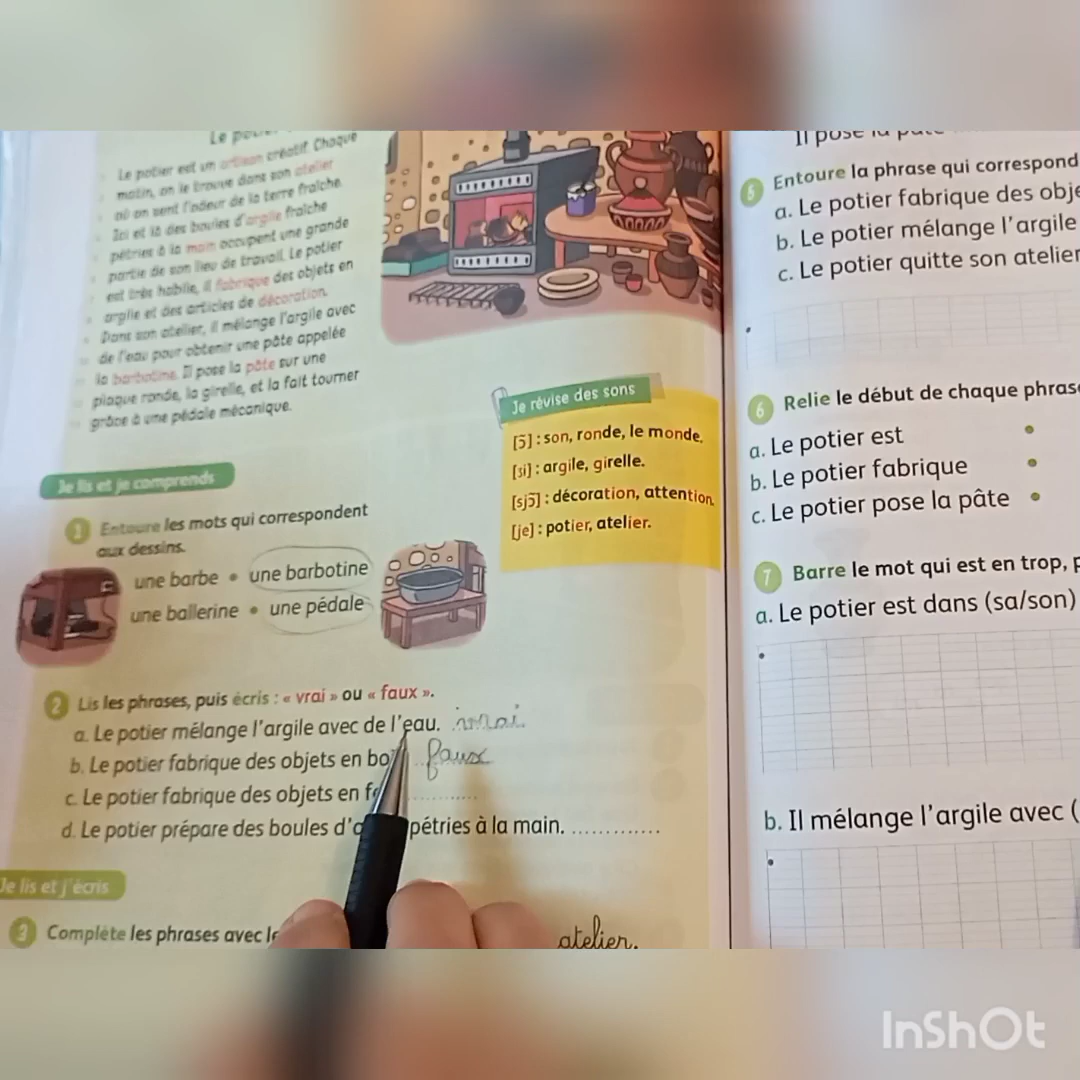 Le potier est un artisan créatif. Chaque
matin, on le trouve dans son atelier
où on sent l'odeur de la terre fraîche.
Ici et là des boules d'argile fraîche
pétries à la main occupent une grande
partie de son lieu de travail. Le potier
est très habile, il fabrique des objets en
argile et des articles de décoration.
Dans son atelier, il mélange l'argile avec
de l'eau pour obtenir une pâte appelée
la barbotine. Il pose la pâte sur une
plaque ronde, la girelle, et la fait tourner
grâce à une pédale mécanique.
Je révise des sons
[ɔ̃] : son, ronde, le monde.
[ʒi] : argile, girelle.
[sjɔ̃] : décoration, attention.
[je] : potier, atelier.
Je lis et je comprends
1 Entoure les mots qui correspondent
aux dessins.
une barbe • une barbotine
une ballerine • une pédale
2 Lis les phrases, puis écris : « vrai » ou « faux ».
a. Le potier mélange l'argile avec de l'eau. vrai
b. Le potier fabrique des objets en faux
c. Le potier fabrique des objets en
d. Le potier prépare des boules pétries à la main. .............
Je lis et j'écris
3 Complète les phrases avec
atelier.
Il pose la
5 Entoure la phrase qui correspond
a. Le potier fabrique des
b. Le potier mélange l'argile
c. Le potier quitte son atelier
6 Relie le début de chaque
a. Le potier est •
b. Le potier fabrique •
c. Le potier pose la pâte •
7 Barre le mot qui est en trop,
a. Le potier est dans (sa/son)
b. Il mélange l'argile avec (
InShOt